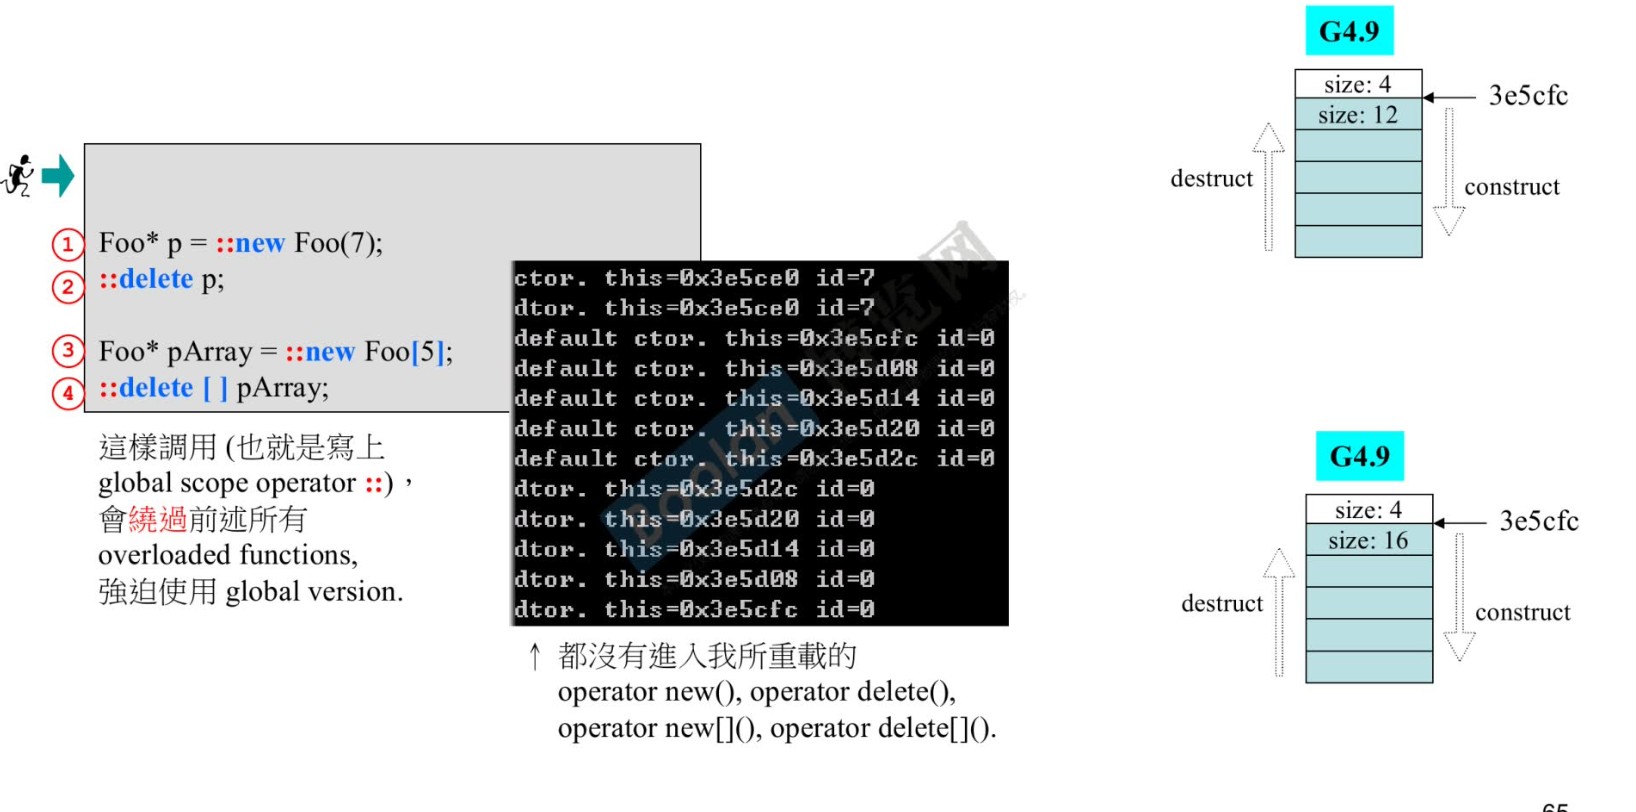 ①
Foo* p = ::new Foo(7);
②
::delete p;
③
Foo* pArray = ::new Foo[5];
④
::delete [ ] pArray;
這樣調用 (也就是寫上
global scope operator ::) ，
會繞過前述所有
overloaded functions,
強迫使用 global version.
ctor. this=0x3e5ce0 id=7
dtor. this=0x3e5ce0 id=7
default ctor. this=0x3e5cfc id=0
default ctor. this=0x3e5d08 id=0
default ctor. this=0x3e5d14 id=0
default ctor. this=0x3e5d20 id=0
default ctor. this=0x3e5d2c id=0
dtor. this=0x3e5d2c id=0
dtor. this=0x3e5d20 id=0
dtor. this=0x3e5d14 id=0
dtor. this=0x3e5d08 id=0
dtor. this=0x3e5cfc id=0
Boolan
博览网
↑ 都沒有進入我所重載的
operator new(), operator delete(),
operator new[](), operator delete[]().
G4.9
size: 4
3e5cfc
size: 12
destruct
construct
G4.9
size: 4
3e5cfc
size: 16
destruct
construct
65